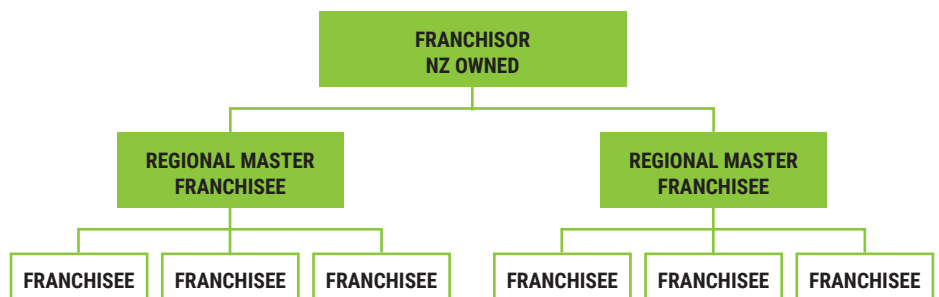 FRANCHISOR
NZ OWNED
REGIONAL MASTER
FRANCHISEE
REGIONAL MASTER
FRANCHISEE
FRANCHISEE
FRANCHISEE
FRANCHISEE
FRANCHISEE
FRANCHISEE
FRANCHISEE